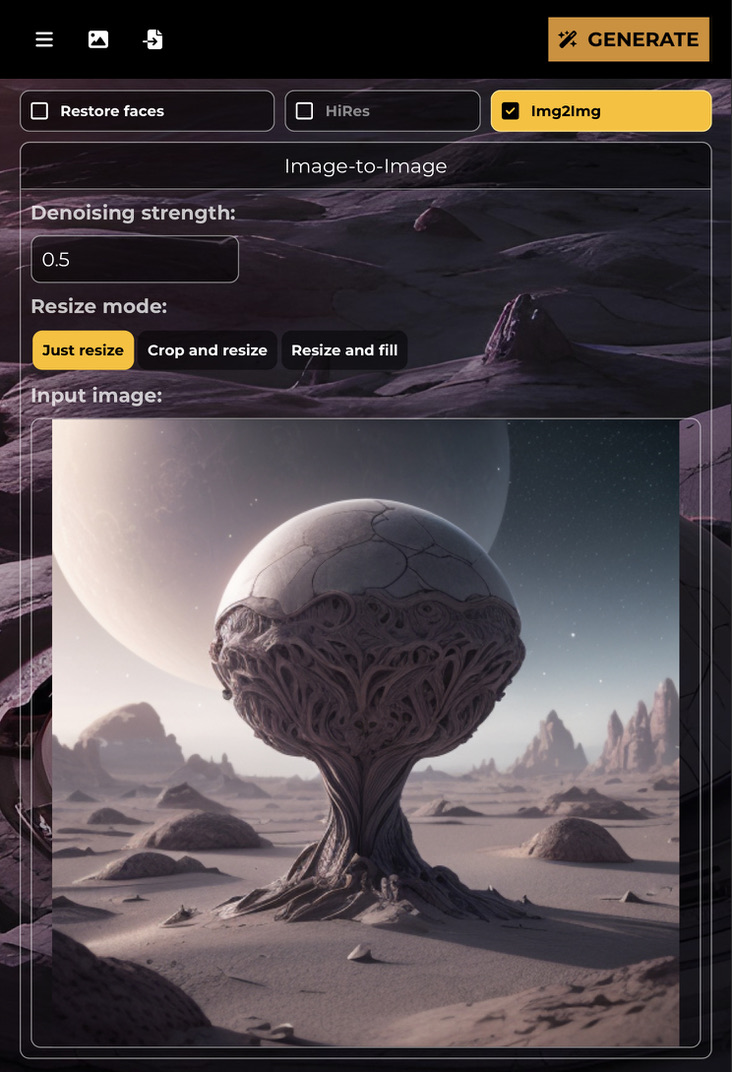 GENERATE
Restore faces
HiRes
Img2Img
Image-to-Image
Denoising strength:
0.5
Resize mode:
Just resize
Crop and resize
Resize and fill
Input image: